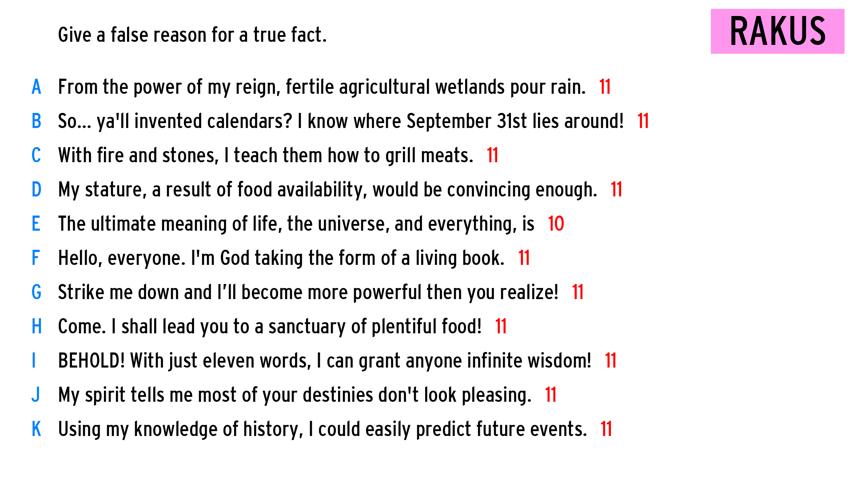 Give a false reason for a true fact.
RAKUS
A From the power of my reign, fertile agricultural wetlands pour rain. 11
B So... ya'll invented calendars? I know where September 31st lies around! 11
C With fire and stones, I teach them how to grill meats. 11
D My stature, a result of food availability, would be convincing enough. 11
E The ultimate meaning of life, the universe, and everything, is 10
F Hello, everyone. I'm God taking the form of a living book. 11
G Strike me down and I'll become more powerful then you realize! 11
H Come. I shall lead you to a sanctuary of plentiful food! 11
I BEHOLD! With just eleven words, I can grant anyone infinite wisdom! 11
J My spirit tells me most of your destinies don't look pleasing. 11
K Using my knowledge of history, I could easily predict future events. 11